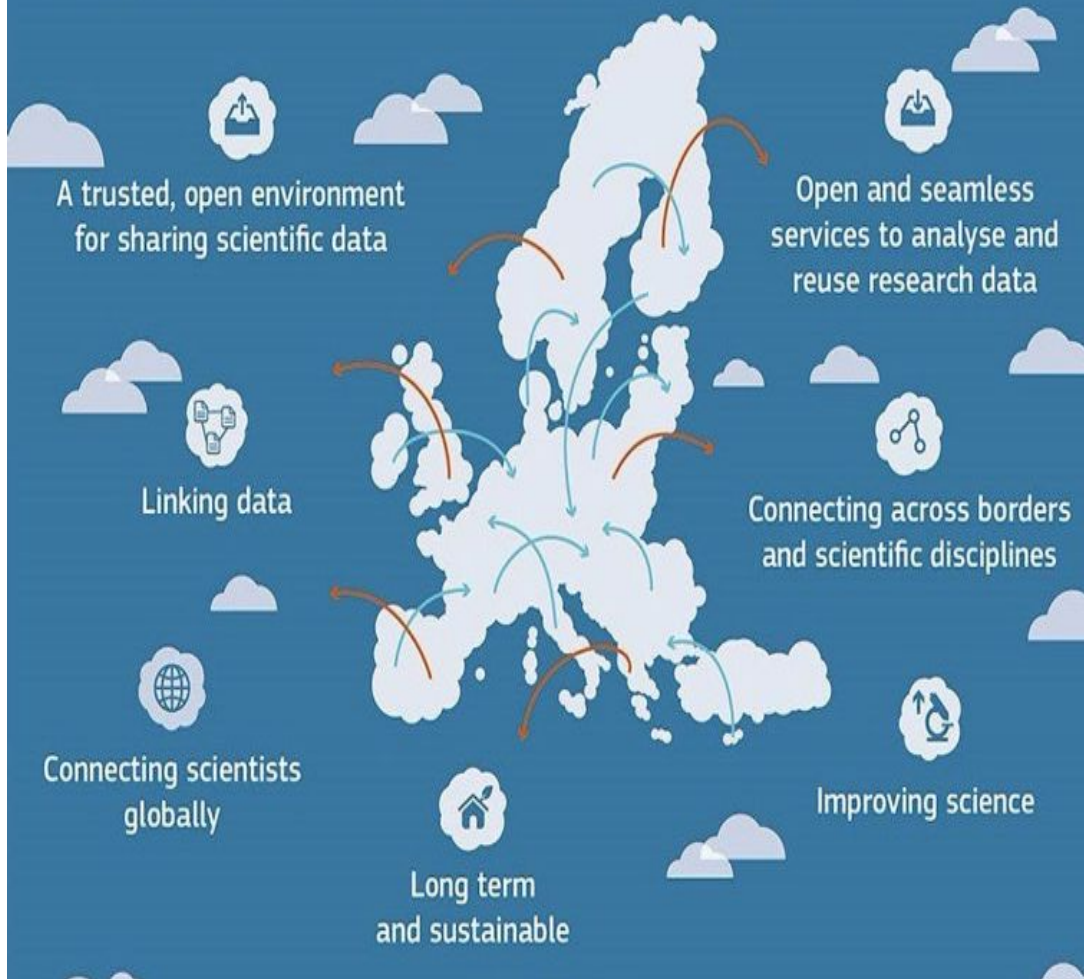 A trusted, open environment
for sharing scientific data
Open and seamless
services to analyse and
reuse research data
Linking data
Connecting across borders
and scientific disciplines
Connecting scientists
globally
Improving science
Long term
and sustainable